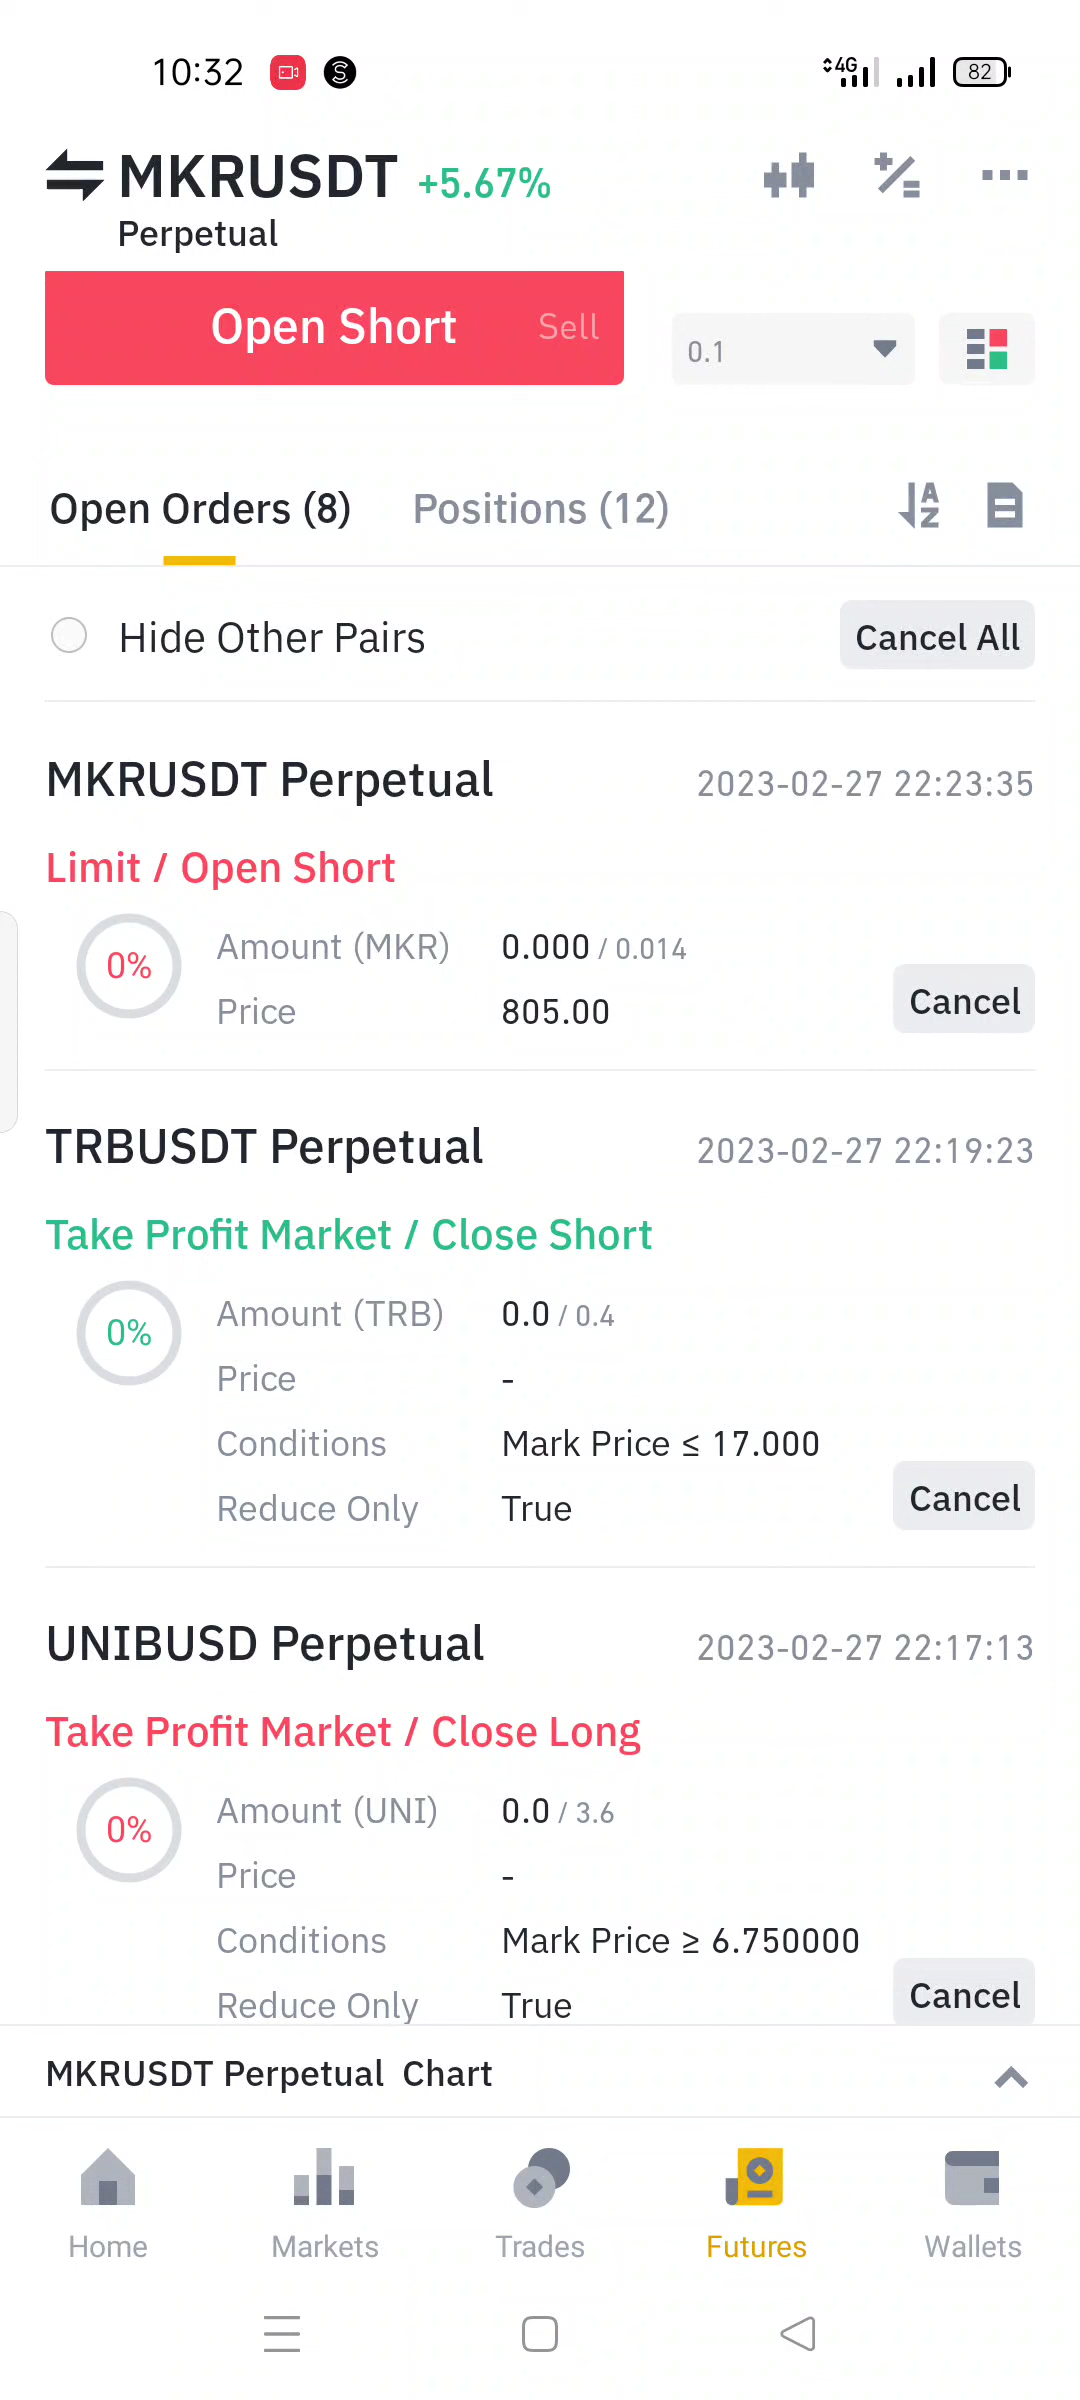 10:32 4G 82
MKRUSDT +5.67%
Perpetual
Open Short Sell
0.1
Open Orders (8) Positions (12)
Hide Other Pairs Cancel All
MKRUSDT Perpetual 2023-02-27 22:23:35
Limit / Open Short
0% Amount (MKR) 0.000 / 0.014
Price 805.00 Cancel
TRBUSDT Perpetual 2023-02-27 22:19:23
Take Profit Market / Close Short
0% Amount (TRB) 0.0 / 0.4
Price -
Conditions Mark Price ≤ 17.000
Reduce Only True Cancel
UNIBUSD Perpetual 2023-02-27 22:17:13
Take Profit Market / Close Long
0% Amount (UNI) 0.0 / 3.6
Price -
Conditions Mark Price ≥ 6.750000
Reduce Only True Cancel
MKRUSDT Perpetual Chart
Home Markets Trades Futures Wallets